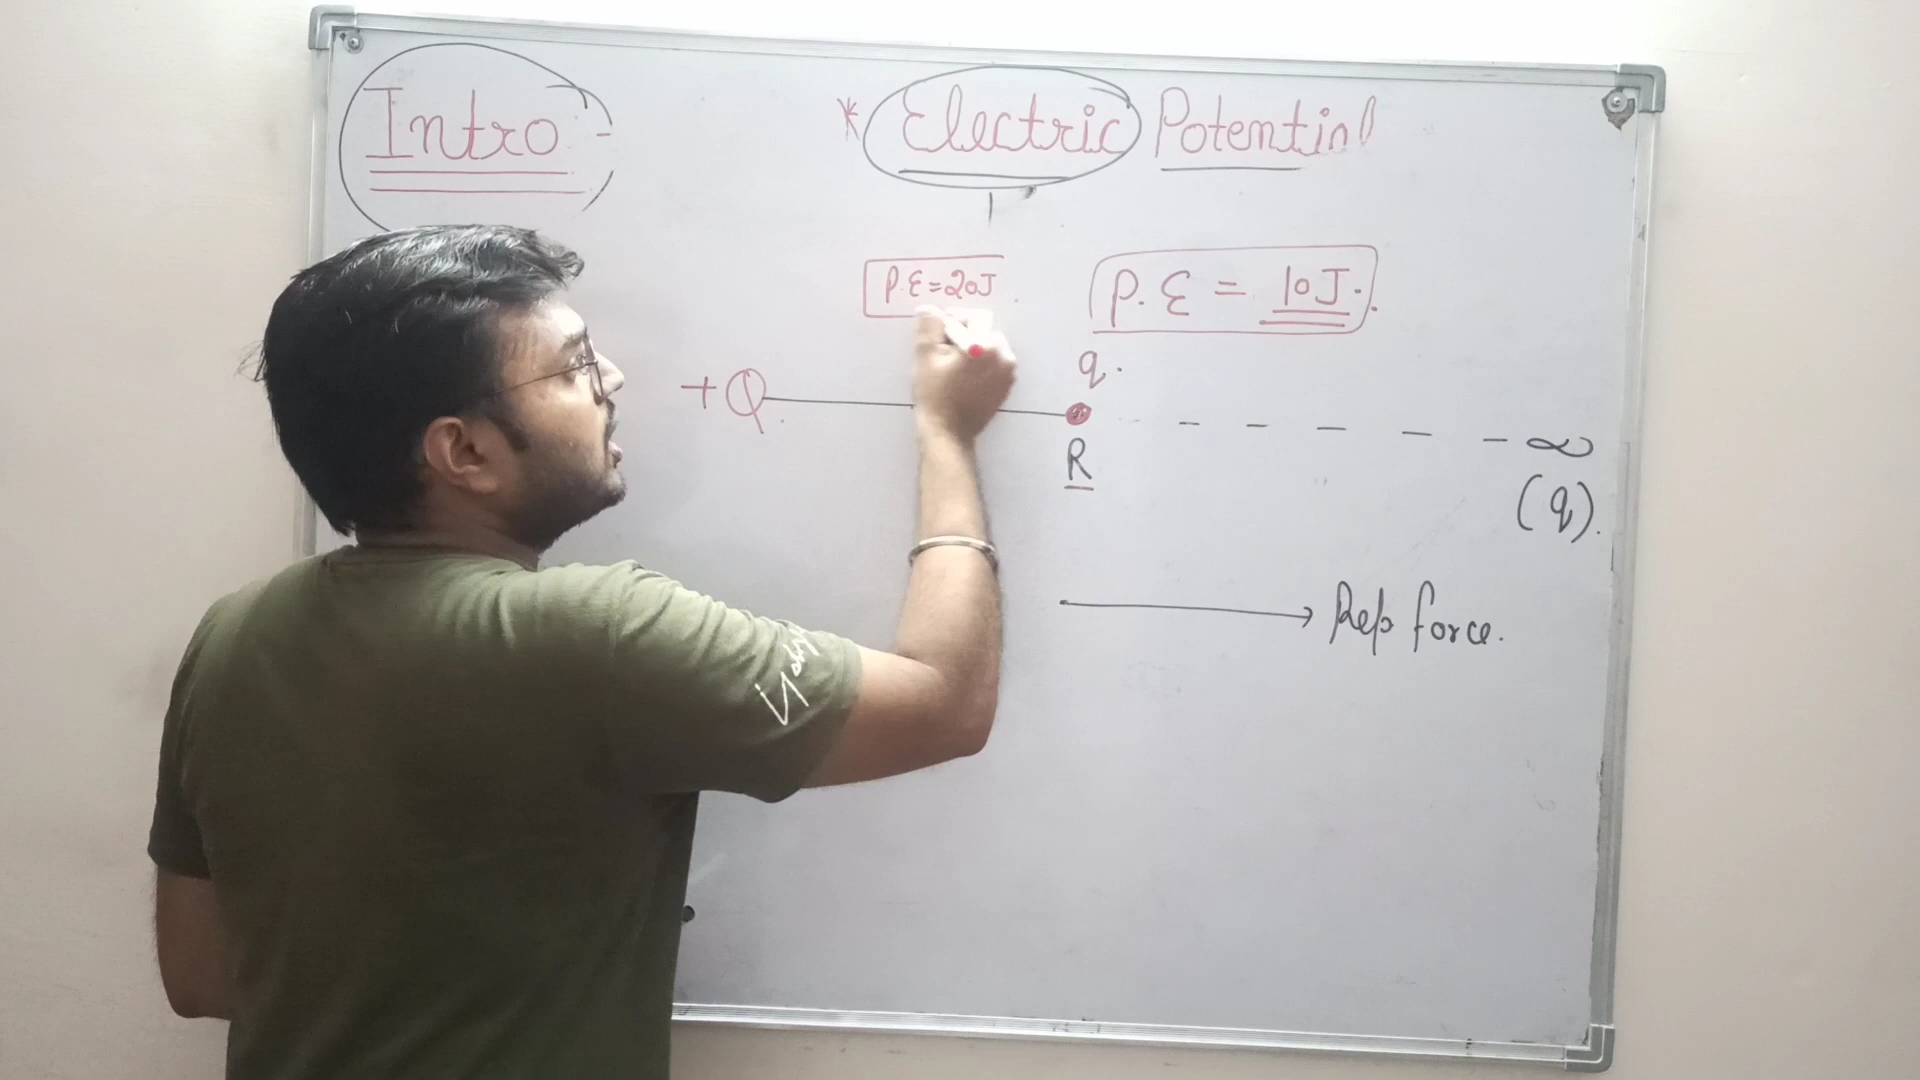 Intro -
* Electric Potential
P.E = 20J
P.E = 10J.
q.
+Q
R
∞
(q).
Rep force.